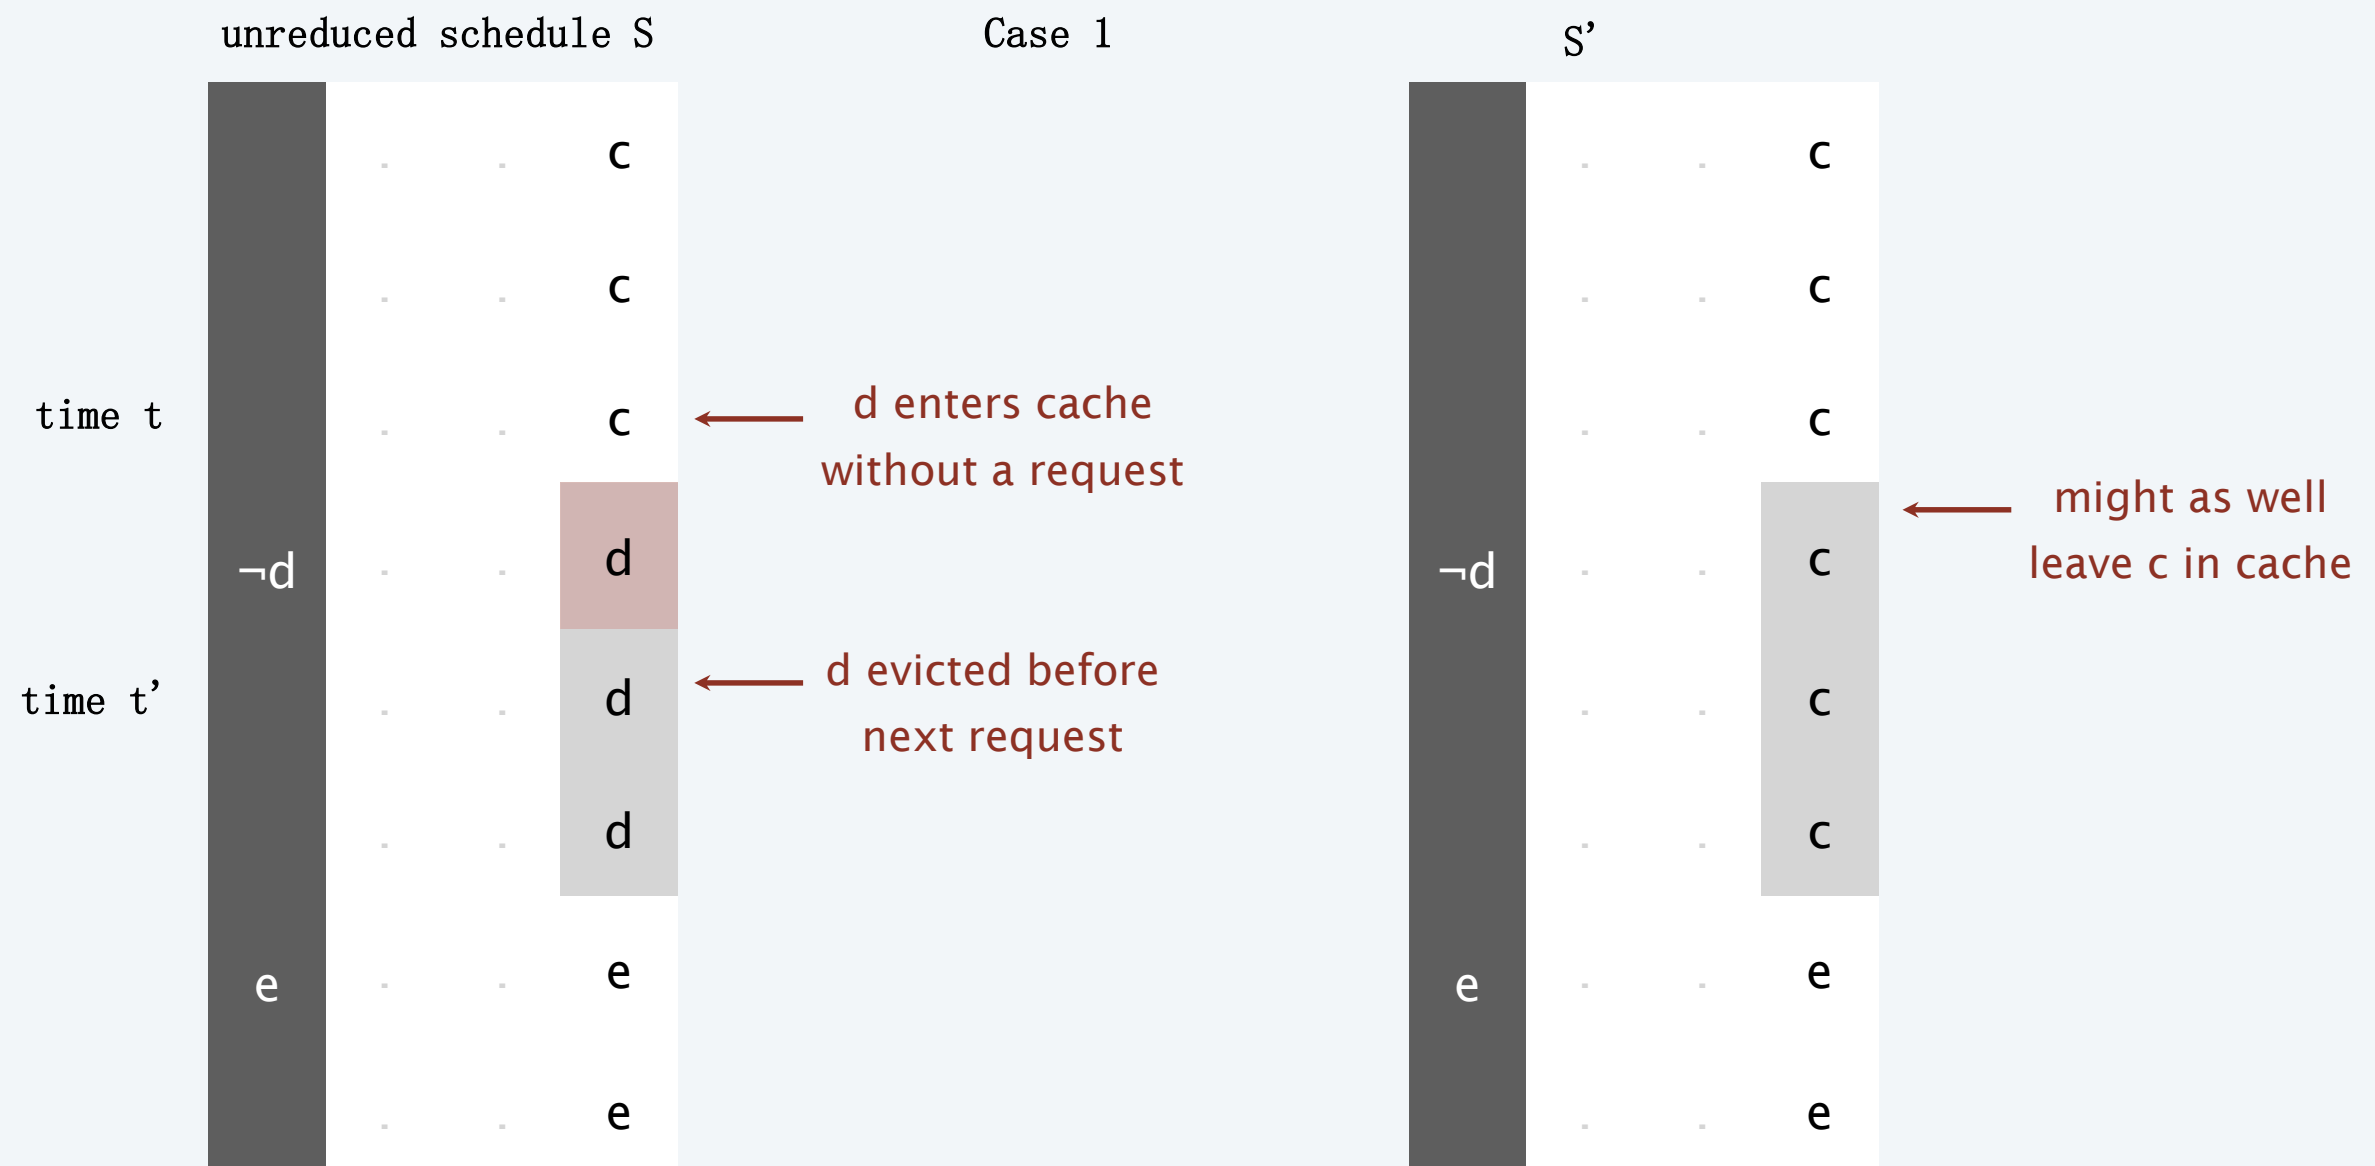 unreduced schedule S Case 1 S’
. . c . . c
. . c . . c
time t . . c d enters cache . . c
without a request might as well
¬d . . d ¬d . . c leave c in cache
time t’ . . d d evicted before . . c
next request
. . d . . c
e . . e e . . e
. . e . . e